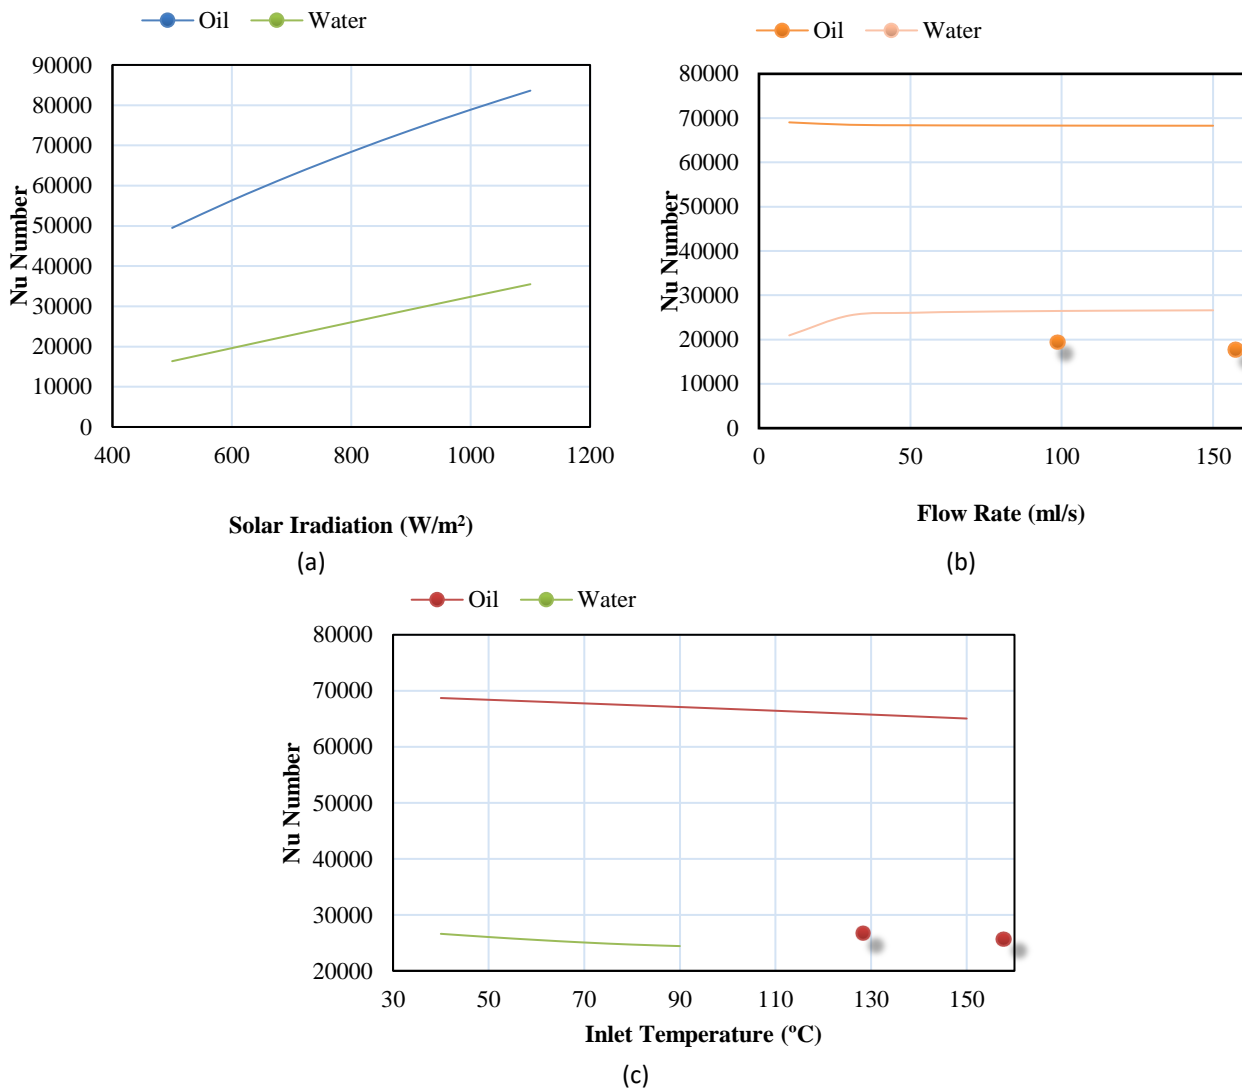 Oil Water
90000
80000
70000
60000
50000
40000
30000
20000
10000
0
Nu Number
400 600 800 1000 1200
Solar Iradiation (W/m²)
(a)
Oil Water
80000
70000
60000
50000
40000
30000
20000
10000
0
Nu Number
0 50 100 150
Flow Rate (ml/s)
(b)
Oil Water
80000
70000
60000
50000
40000
30000
20000
Nu Number
30 50 70 90 110 130 150
Inlet Temperature (ºC)
(c)